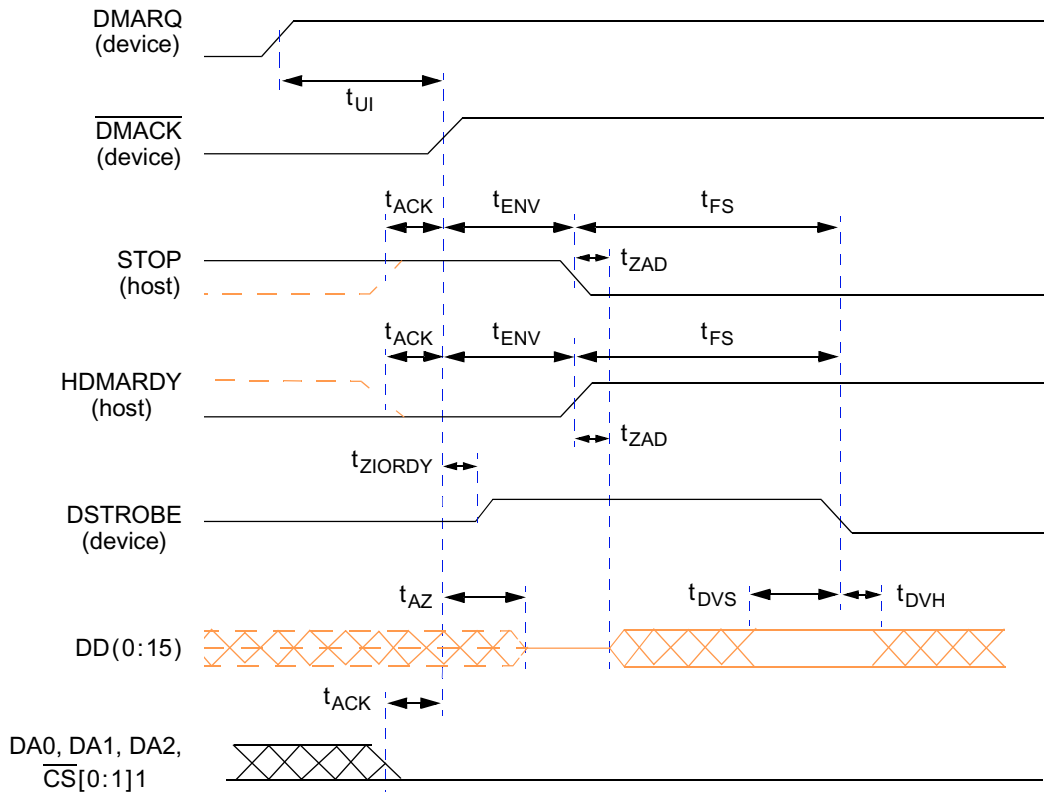 DMARQ
(device)
tUI
DMACK
(device)
tACK tENV tFS
STOP
(host)
tZAD
tACK tENV tFS
HDMARDY
(host)
tZAD
tZIORDY
DSTROBE
(device)
tAZ tDVS tDVH
DD(0:15)
tACK
DA0, DA1, DA2,
CS[0:1]1